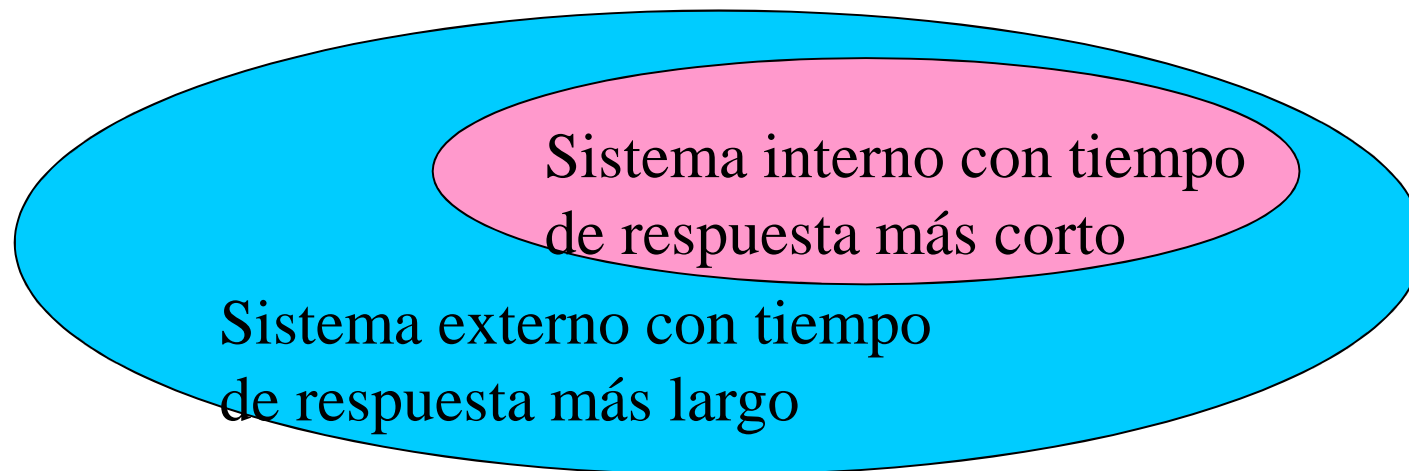 Sistema interno con tiempo
de respuesta más corto
Sistema externo con tiempo
de respuesta más largo